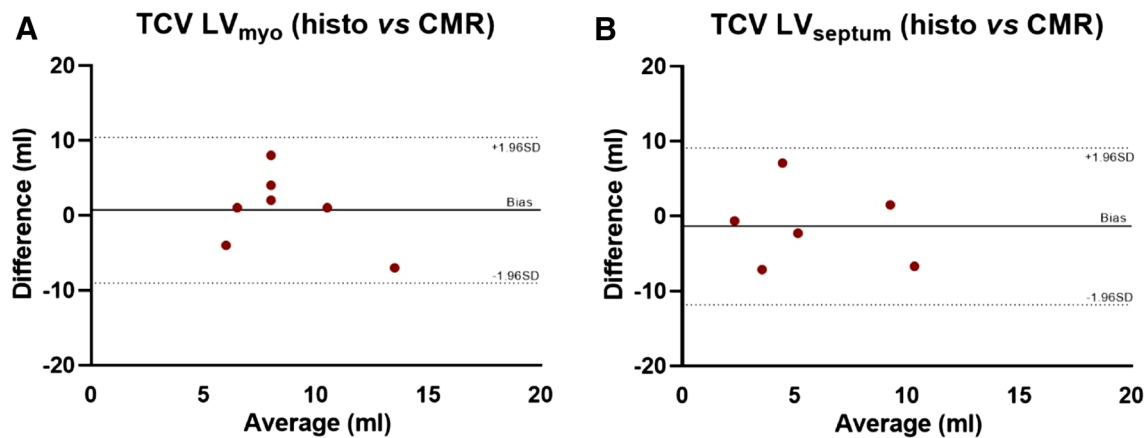 A
TCV LVmyo (histo vs CMR)
Difference (ml)
20
10
0
-10
-20
+1.96SD
Bias
-1.96SD
0 5 10 15 20
Average (ml)
B
TCV LVseptum (histo vs CMR)
Difference (ml)
20
10
0
-10
-20
+1.96SD
Bias
-1.96SD
0 5 10 15 20
Average (ml)